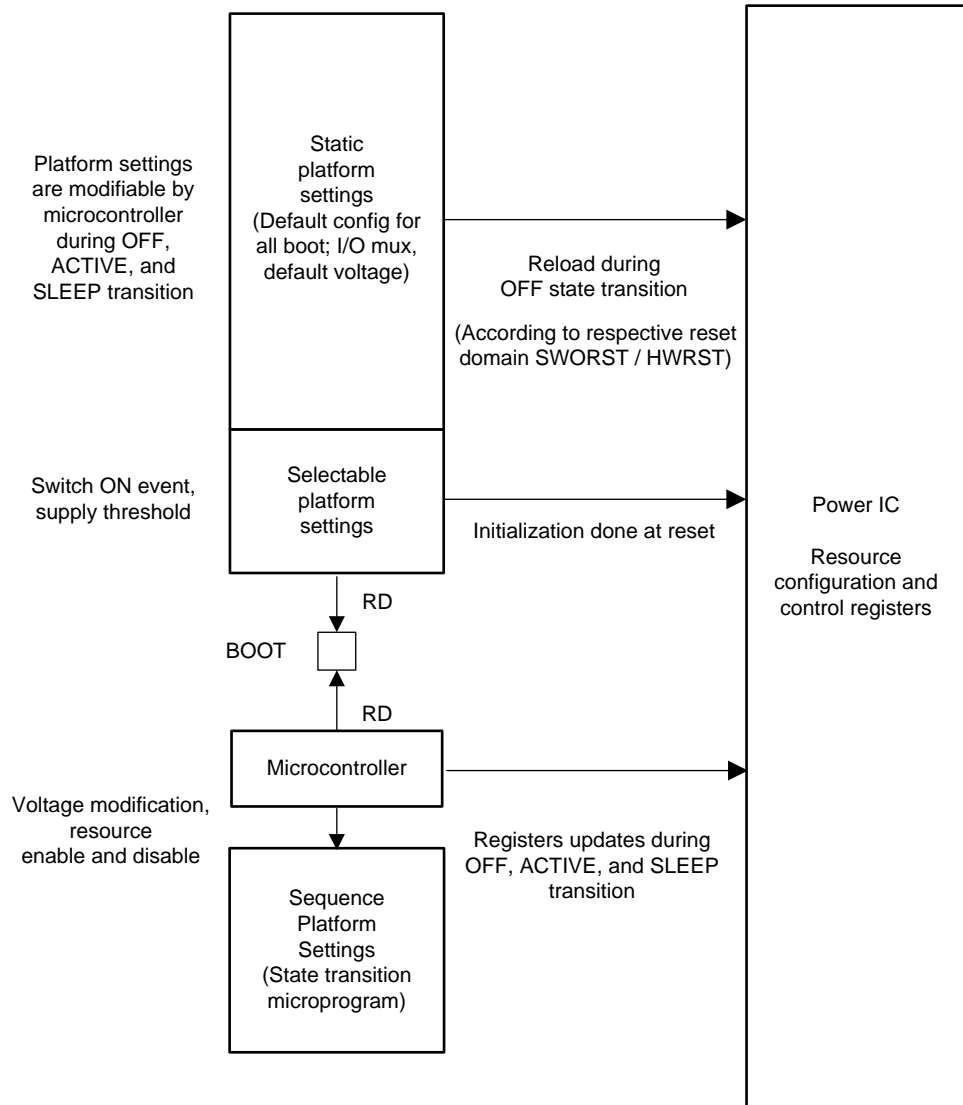 Platform settings
are modifiable by
microcontroller
during OFF,
ACTIVE, and
SLEEP transition
Static
platform
settings
(Default config for
all boot; I/O mux,
default voltage)
Reload during
OFF state transition
(According to respective reset
domain SWORST / HWRST)
Switch ON event,
supply threshold
Selectable
platform
settings
Initialization done at reset
Power IC
Resource
configuration and
control registers
RD
BOOT
RD
Microcontroller
Voltage modification,
resource
enable and disable
Registers updates during
OFF, ACTIVE, and SLEEP
transition
Sequence
Platform
Settings
(State transition
microprogram)